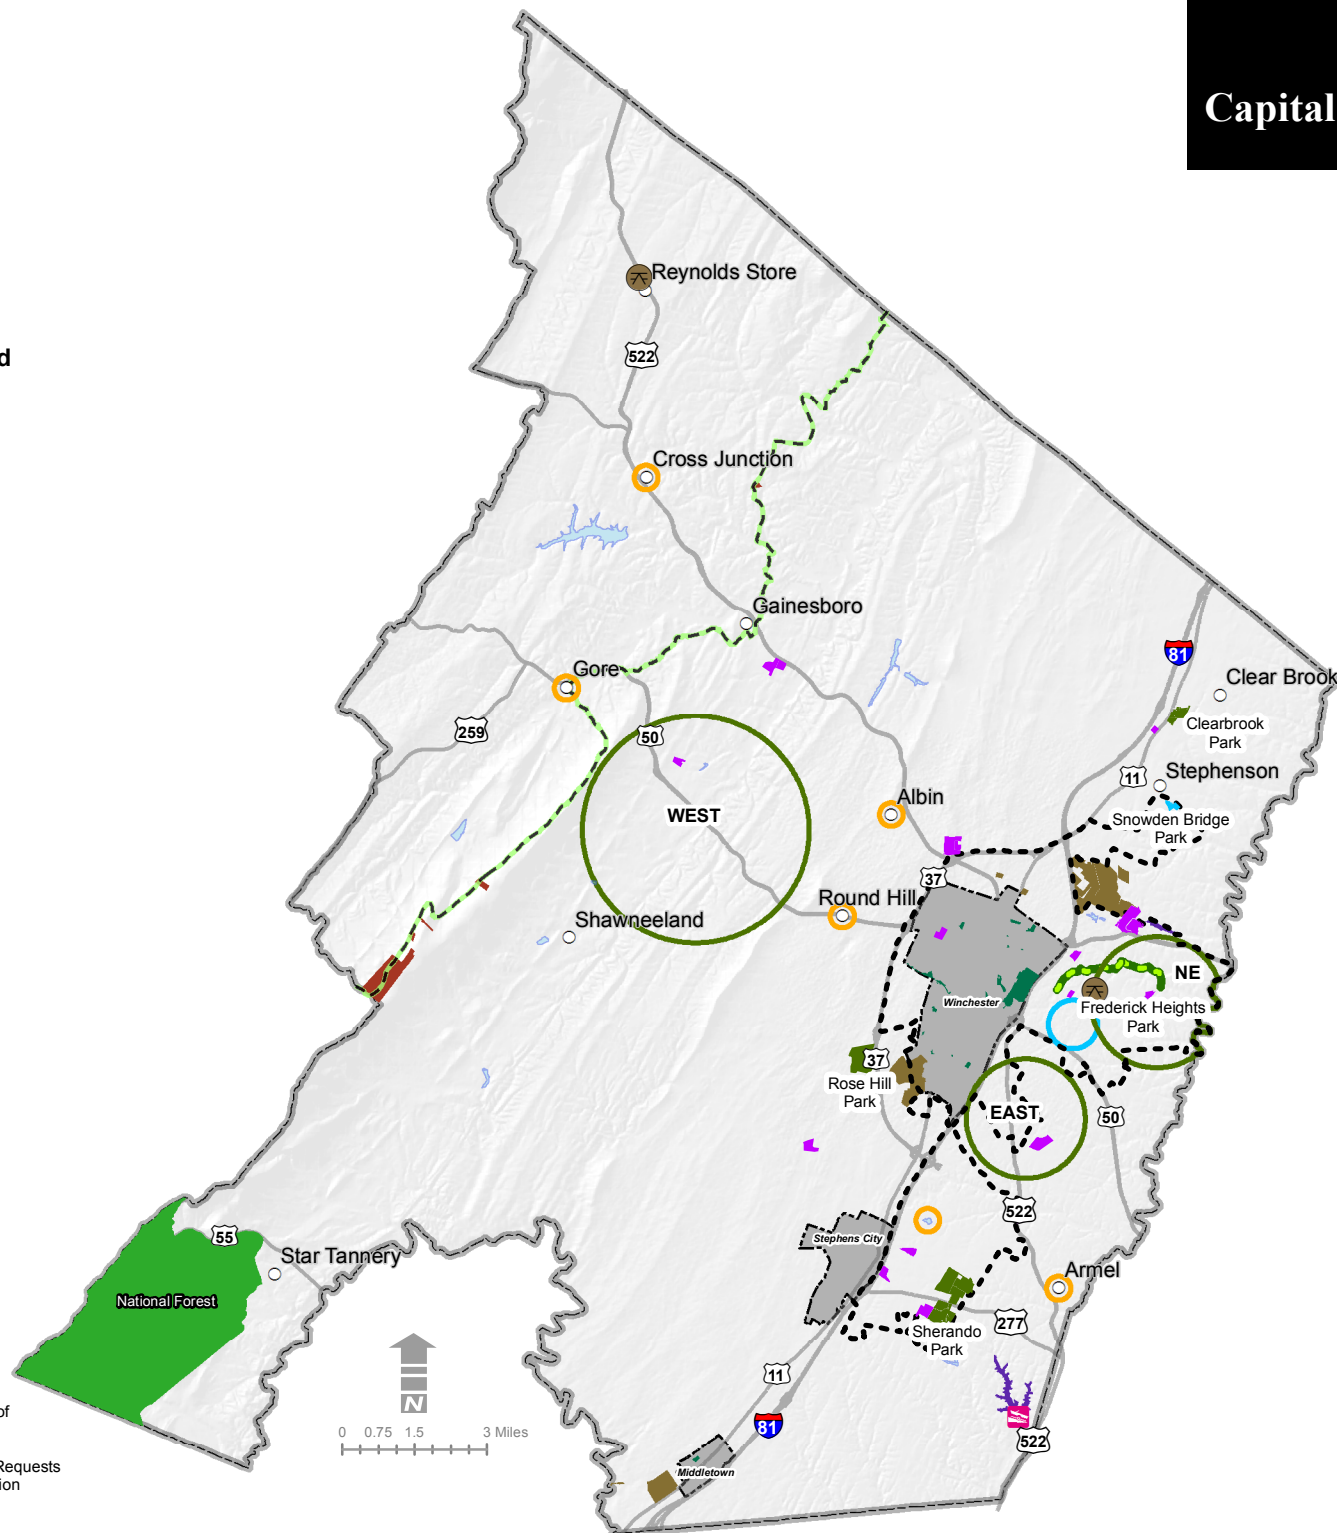 Capital
Reynolds Store
d
522
Cross Junction
Gainesboro
81
Gore
Clear Brook
259
50
Clearbrook
Park
11
Stephenson
WEST
Albin
Snowden Bridge
Park
37
Round Hill
Shawneeland
NE
Winchester
Frederick Heights
Park
37
Rose Hill
Park
EAST
50
522
55
Stephens City
Star Tannery
Armel
National Forest
277
Sherando
Park
N
11
of
0 0.75 1.5 3 Miles
81
522
Requests
Middletown
ion